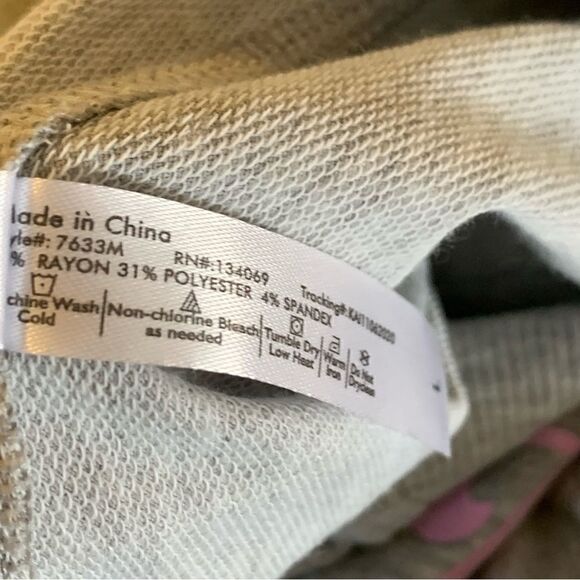 lade in China
yle#: 7633M RN#:134069 Tracking#:KAI11062020
% RAYON 31% POLYESTER 4% SPANDEX
chine Wash Non-chlorine Bleach Tumble Dry Warm Do Not
Cold as needed Low Heat Iron Dryclean